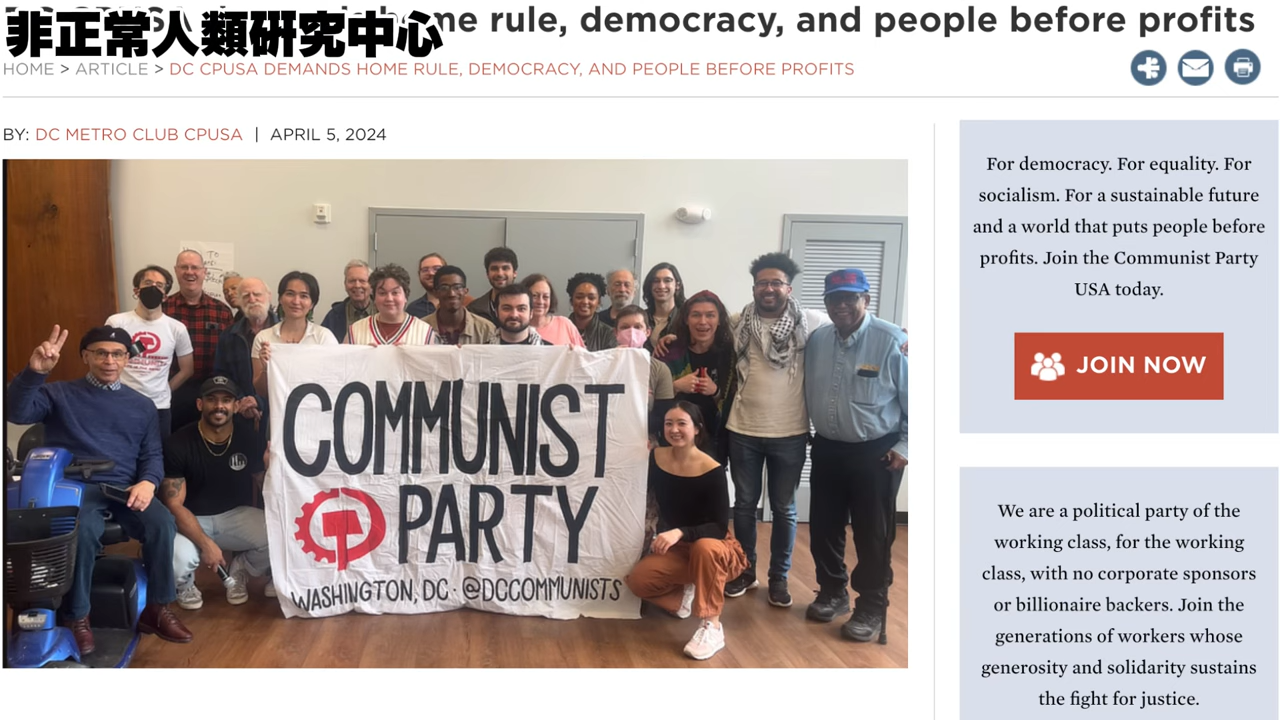 me rule, democracy, and people before profits
非正常人類研究中心
HOME > ARTICLE > DC CPUSA DEMANDS HOME RULE, DEMOCRACY, AND PEOPLE BEFORE PROFITS
BY: DC METRO CLUB CPUSA | APRIL 5, 2024
COMMUNIST
PARTY
WASHINGTON, DC · @DCCOMMUNISTS
For democracy. For equality. For
socialism. For a sustainable future
and a world that puts people before
profits. Join the Communist Party
USA today.
JOIN NOW
We are a political party of the
working class, for the working
class, with no corporate sponsors
or billionaire backers. Join the
generations of workers whose
generosity and solidarity sustains
the fight for justice.